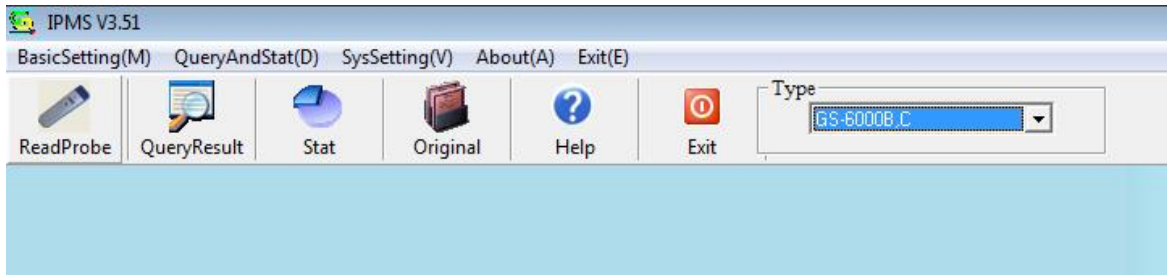 IPMS V3.51
BasicSetting(M) QueryAndStat(D) SysSetting(V) About(A) Exit(E)
Type
GS-6000B,C
ReadProbe QueryResult Stat Original Help Exit